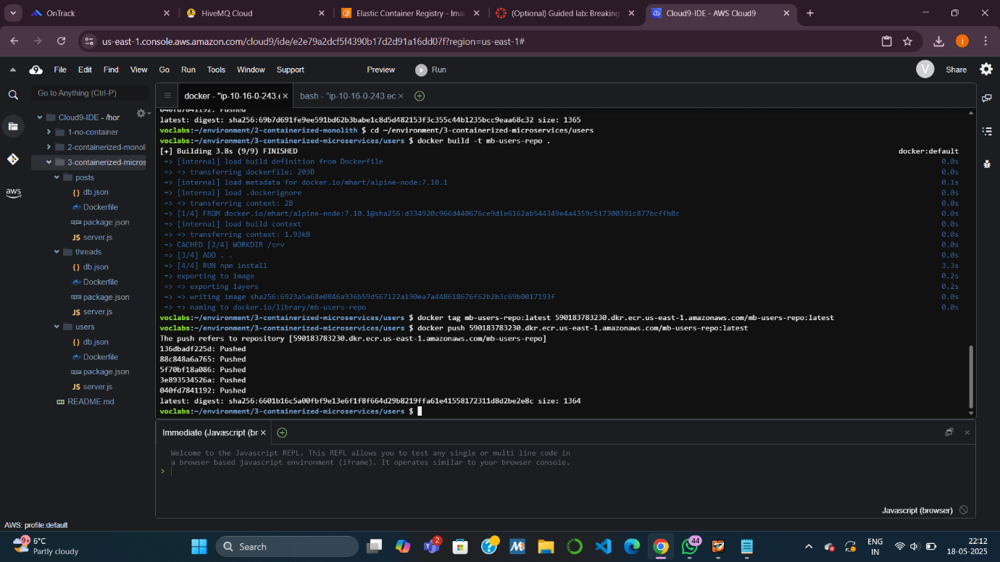 OnTrack
HiveMQ Cloud
Elastic Container Registry - Ima
(Optional) Guided lab: Breaking
Cloud9-IDE - AWS Cloud9
us-east-1.console.aws.amazon.com/cloud9/ide/e2e79a2dcf5f4390b17d2d91a16dd07f?region=us-east-1#
j
9 File Edit Find View Go Run Tools Window Support Preview Run V Share
Go to Anything (Ctrl-P)
docker - "ip-10-16-0-243.e
bash - "ip-10-16-0-243.ec
Cloud9-IDE - /hor
1-no-container
2-containerized-monoli
3-containerized-micros
posts
{} db.json
Dockerfile
package.json
JS server.js
threads
{} db.json
Dockerfile
package.json
JS server.js
users
{} db.json
Dockerfile
package.json
JS server.js
README.md
aws
040fd7841192: Pushed
latest: digest: sha256:69b7d691fe9ee591bd62b3babe1c8d5d482153f3c355c44b1235bcc9eaa68c32 size: 1365
voclabs:~/environment/2-containerized-monolith $ cd ~/environment/3-containerized-microservices/users
voclabs:~/environment/3-containerized-microservices/users $ docker build -t mb-users-repo .
[+] Building 3.8s (9/9) FINISHED docker:default
=> [internal] load build definition from Dockerfile 0.0s
=> => transferring dockerfile: 203B 0.0s
=> [internal] load metadata for docker.io/mhart/alpine-node:7.10.1 0.1s
=> [internal] load .dockerignore 0.0s
=> => transferring context: 2B 0.0s
=> [1/4] FROM docker.io/mhart/alpine-node:7.10.1@sha256:d334920c966d440676ce9d1e6162ab544349e4a4359c517300391c877bcffb8c 0.0s
=> [internal] load build context 0.0s
=> => transferring context: 1.93kB 0.0s
=> CACHED [2/4] WORKDIR /srv 0.0s
=> [3/4] ADD . . 0.0s
=> [4/4] RUN npm install 3.3s
=> exporting to image 0.2s
=> => exporting layers 0.2s
=> => writing image sha256:6923a5a68e0846a936b59d567122a190ea7a448618676f62b2b3c69b0017193f 0.0s
=> => naming to docker.io/library/mb-users-repo 0.0s
voclabs:~/environment/3-containerized-microservices/users $ docker tag mb-users-repo:latest 590183783230.dkr.ecr.us-east-1.amazonaws.com/mb-users-repo:latest
voclabs:~/environment/3-containerized-microservices/users $ docker push 590183783230.dkr.ecr.us-east-1.amazonaws.com/mb-users-repo:latest
The push refers to repository [590183783230.dkr.ecr.us-east-1.amazonaws.com/mb-users-repo]
136dbadf225d: Pushed
88c848a6a765: Pushed
5f70bf18a086: Pushed
3e893534526a: Pushed
040fd7841192: Pushed
latest: digest: sha256:6601b16c5a00fbf9e13e6f1f8f664d29b8219ffa61e41558172311d8d2be2e8c size: 1364
voclabs:~/environment/3-containerized-microservices/users $
Immediate (Javascript (br
Welcome to the Javascript REPL. This REPL allows you to test any single or multi line code in
a browser based javascript environment (iframe). It operates similar to your browser console.
>
Javascript (browser)
AWS: profile:default
9+ 6°C
Partly cloudy
Search
2
44
ENG
IN
22:12
18-05-2025